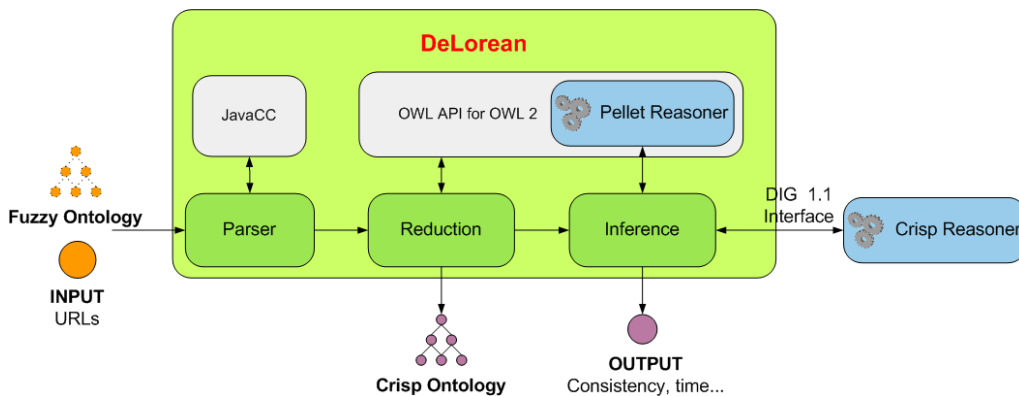 DeLorean
JavaCC
OWL API for OWL 2
Pellet Reasoner
Fuzzy Ontology
Parser
Reduction
Inference
DIG 1.1
Interface
Crisp Reasoner
INPUT
URLs
Crisp Ontology
OUTPUT
Consistency, time...